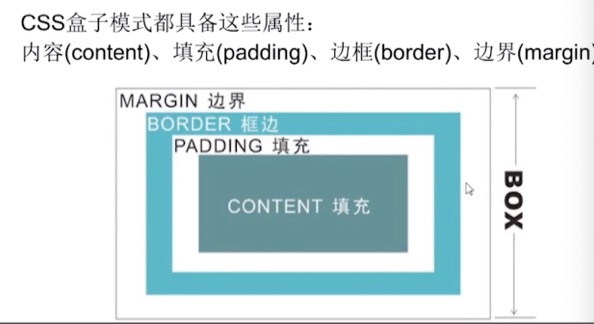 CSS盒子模式都具备这些属性：
内容(content)、填充(padding)、边框(border)、边界(margin)
MARGIN 边界
BORDER 框边
PADDING 填充
CONTENT 填充
BOX